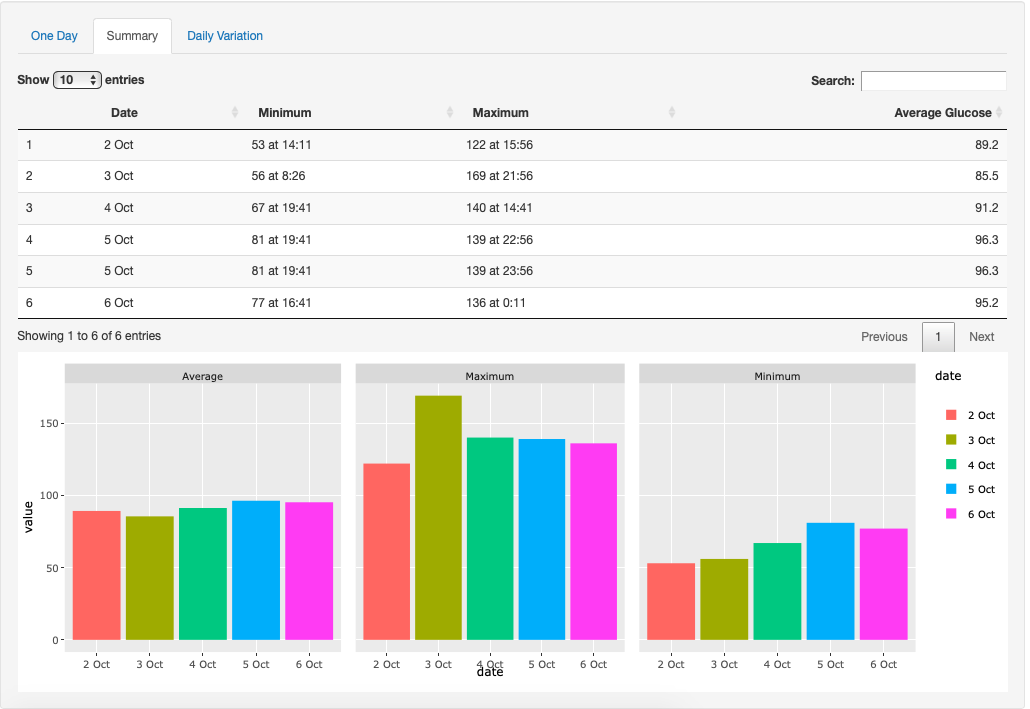 One Day Summary Daily Variation
Show 10 entries Search:
Date Minimum Maximum Average Glucose
1 2 Oct 53 at 14:11 122 at 15:56 89.2
2 3 Oct 56 at 8:26 169 at 21:56 85.5
3 4 Oct 67 at 19:41 140 at 14:41 91.2
4 5 Oct 81 at 19:41 139 at 22:56 96.3
5 5 Oct 81 at 19:41 139 at 23:56 96.3
6 6 Oct 77 at 16:41 136 at 0:11 95.2
Showing 1 to 6 of 6 entries Previous 1 Next
Average Maximum Minimum
150
100
50
0
value
2 Oct 3 Oct 4 Oct 5 Oct 6 Oct 2 Oct 3 Oct 4 Oct 5 Oct 6 Oct 2 Oct 3 Oct 4 Oct 5 Oct 6 Oct
date
date
2 Oct
3 Oct
4 Oct
5 Oct
6 Oct